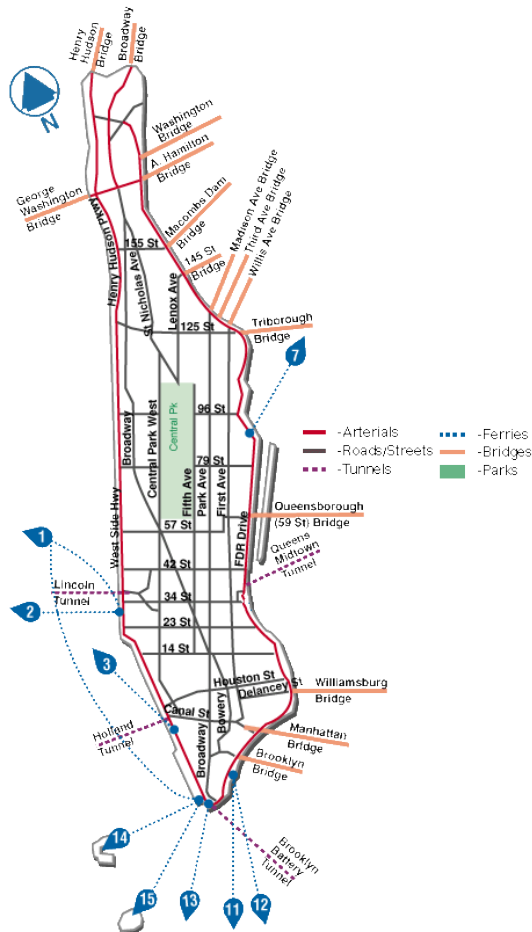 Henry
Hudson
Bridge
Broadway
Bridge
N
Washington
Bridge
A. Hamilton
Bridge
George
Washington
Bridge
Macombs Dam
Bridge
Madison Ave Bridge
Third Ave Bridge
Willis Ave Bridge
145 St
Bridge
Henry Hudson Pkwy
155 St
St Nicholas Ave
Lenox Ave
125 St
Triborough
Bridge
7
Broadway
Central Park West
Central Pk
96 St
Fifth Ave
Park Ave
First Ave
79 St
-Arterials
-Roads/Streets
-Tunnels
-Ferries
-Bridges
-Parks
West Side Hwy
57 St
FDR Drive
Queensborough
(59 St) Bridge
Queens
Midtown
Tunnel
1
42 St
Lincoln
Tunnel
2
34 St
23 St
14 St
3
Houston St
Delancey St
Williamsburg
Bridge
Canal St
Holland
Tunnel
Broadway
Bowery
Manhattan
Bridge
Brooklyn
Bridge
Brooklyn
Battery
Tunnel
14
15
13
11
12